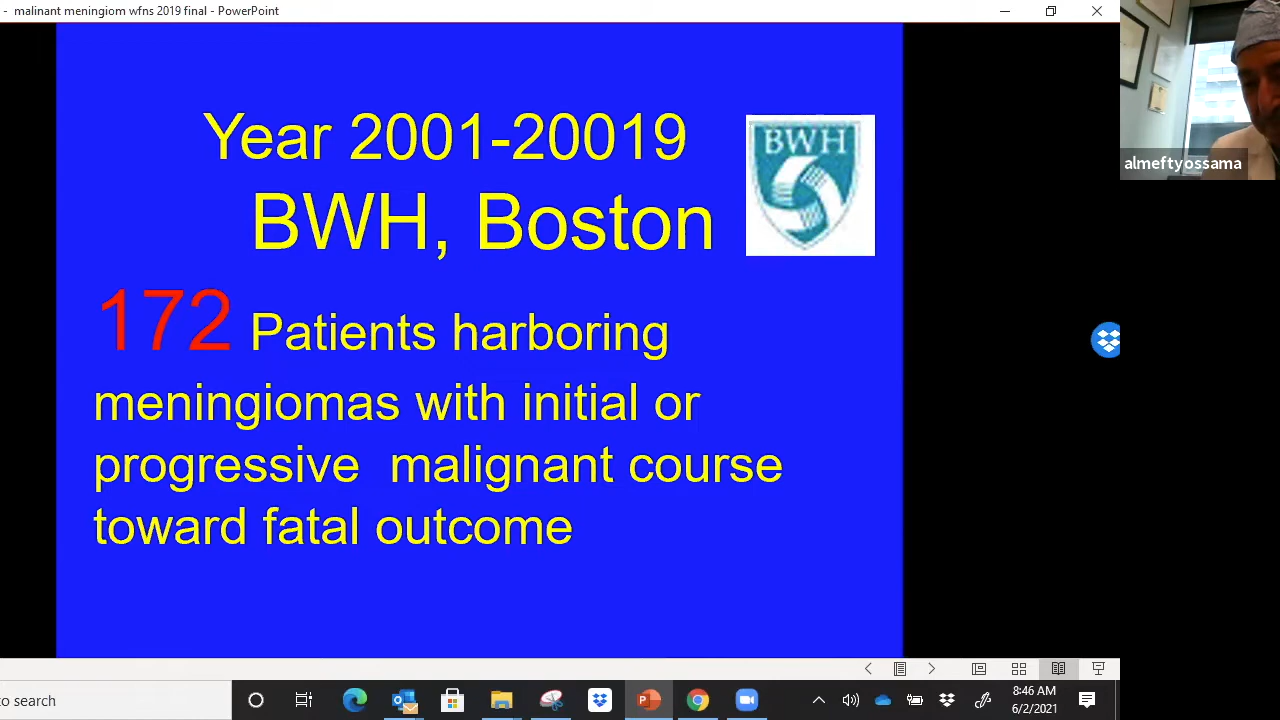 - malinant meningiom wfns 2019 final - PowerPoint
Year 2001-20019
BWH, Boston
BWH
172 Patients harboring
meningiomas with initial or
progressive malignant course
toward fatal outcome
almeftyossama
to search
8:46 AM
6/2/2021